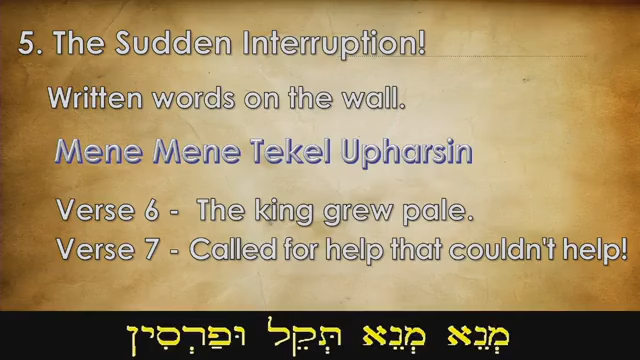 5. The Sudden Interruption!
Written words on the wall.
Mene Mene Tekel Upharsin
Verse 6 - The king grew pale.
Verse 7 - Called for help that couldn't help!
מְנֵא מְנֵא תְּקֵל וּפַרְסִין